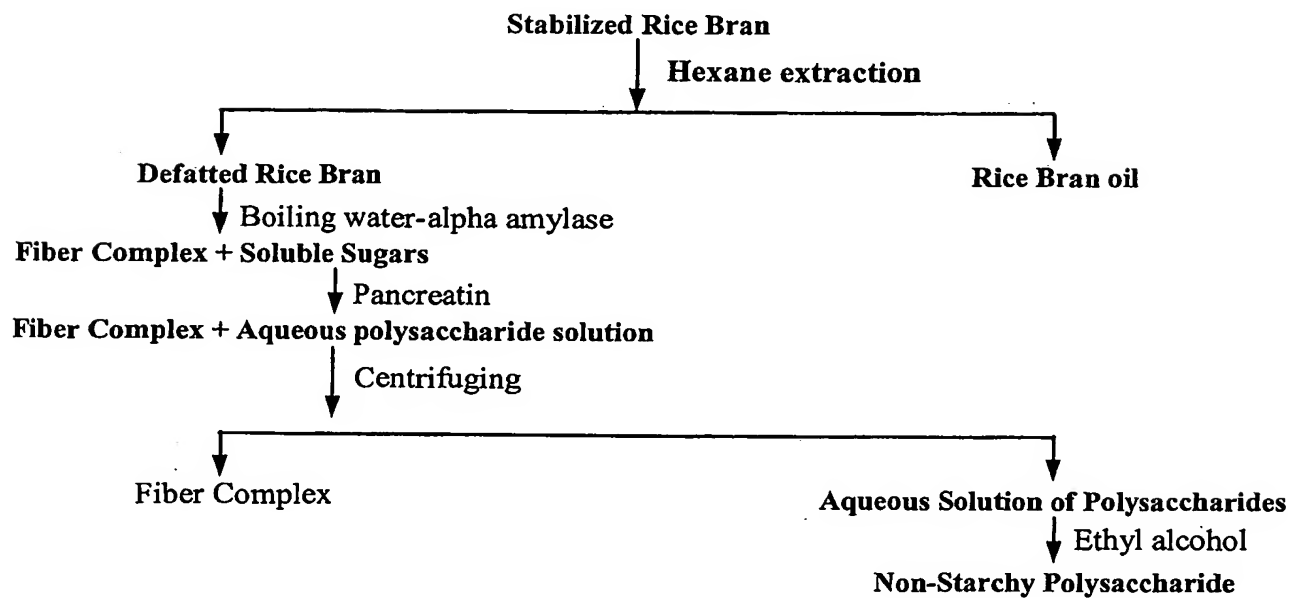 Stabilized Rice Bran
Hexane extraction
Defatted Rice Bran
Rice Bran oil
Boiling water-alpha amylase
Fiber Complex + Soluble Sugars
Pancreatin
Fiber Complex + Aqueous polysaccharide solution
Centrifuging
Fiber Complex
Aqueous Solution of Polysaccharides
Ethyl alcohol
Non-Starchy Polysaccharide